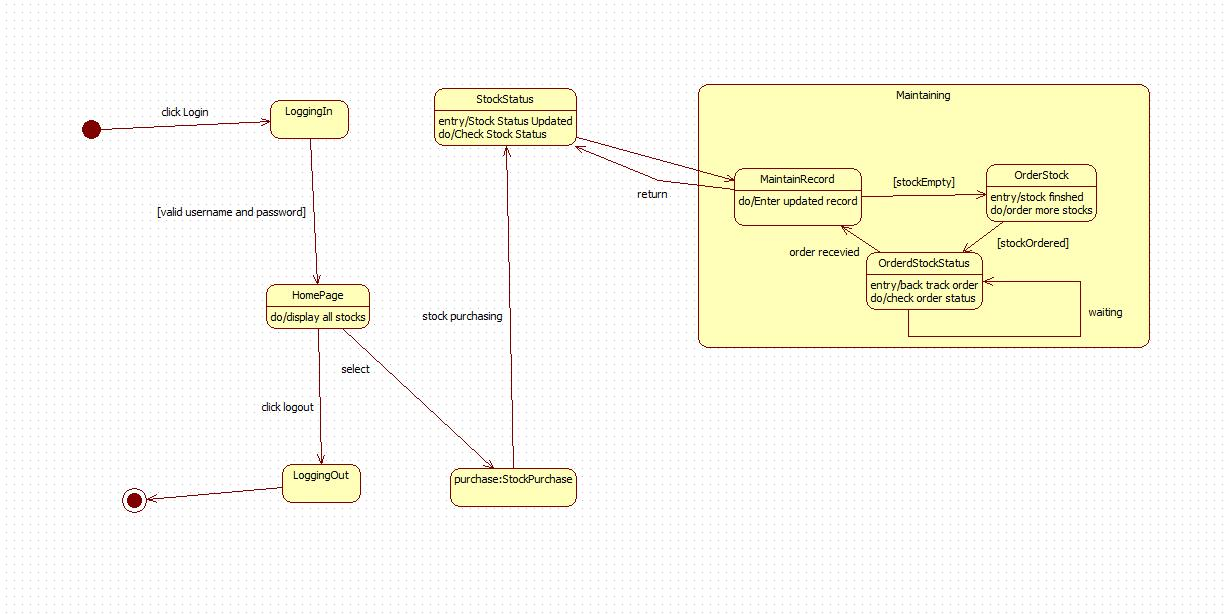 click Login
LoggingIn
[valid username and password]
HomePage
do/display all stocks
click logout
select
LoggingOut
purchase:StockPurchase
stock purchasing
StockStatus
entry/Stock Status Updated
do/Check Stock Status
return
Maintaining
MaintainRecord
do/Enter updated record
[stockEmpty]
OrderStock
entry/stock finshed
do/order more stocks
[stockOrdered]
order recevied
OrderdStockStatus
entry/back track order
do/check order status
waiting